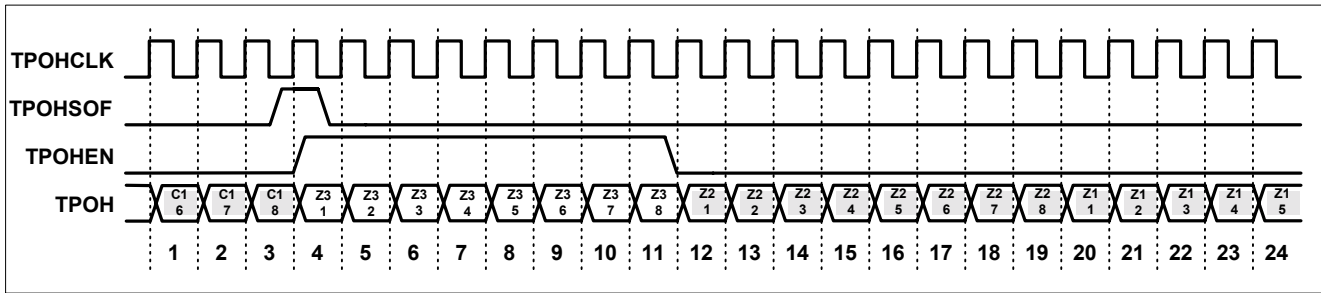 TPOHCLK
TPOHSOF
TPOHEN
TPOH
C1 C1 C1 Z3 Z3 Z3 Z3 Z3 Z3 Z3 Z3 Z2 Z2 Z2 Z2 Z2 Z2 Z2 Z2 Z1 Z1 Z1 Z1 Z1
6 7 8 1 2 3 4 5 6 7 8 1 2 3 4 5 6 7 8 1 2 3 4 5
1 2 3 4 5 6 7 8 9 10 11 12 13 14 15 16 17 18 19 20 21 22 23 24